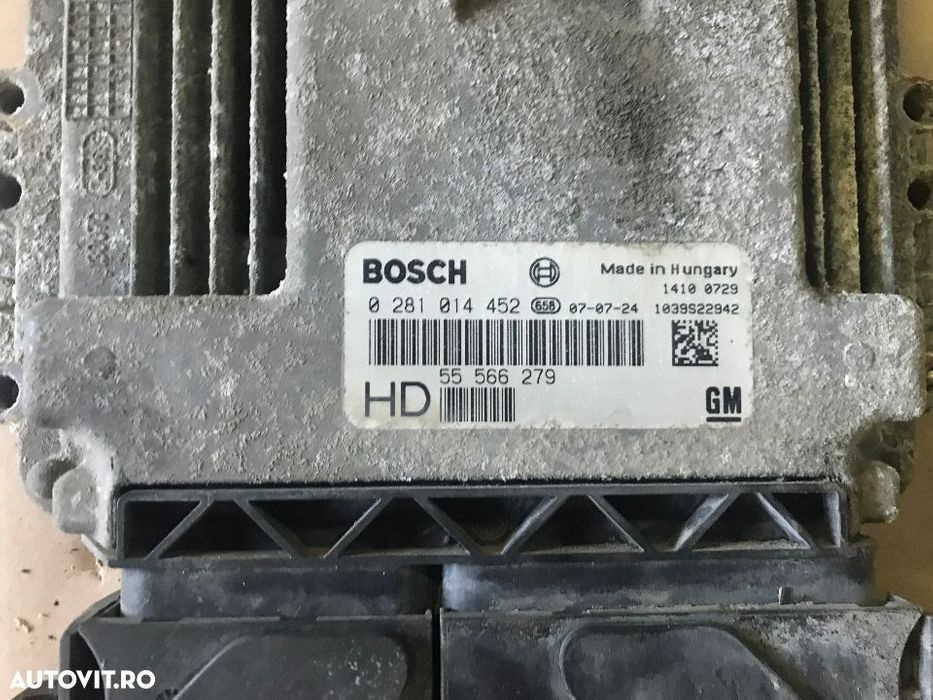 BOSCH Made in Hungary
1410 0729
0 281 014 452 658 07-07-24 1039S22942
55 566 279
HD GM
AUTOVIT.RO